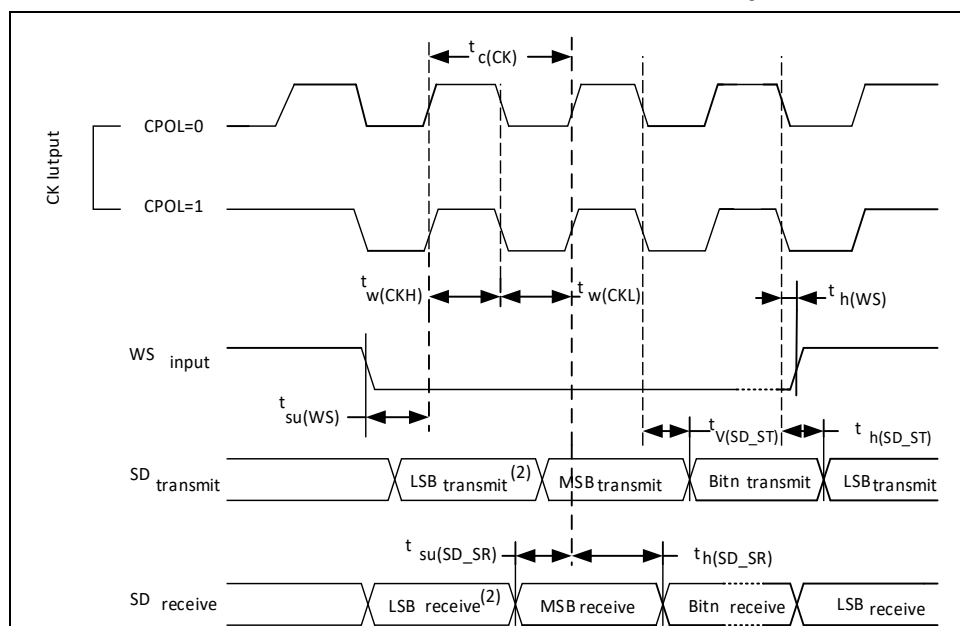 t c(CK)
CK Iutput
CPOL=0
CPOL=1
t w(CKH)
t w(CKL)
t h(WS)
WS input
t su(WS)
t V(SD_ST)
t h(SD_ST)
SD transmit
LSB transmit(2)
MSB transmit
Bitn transmit
LSB transmit
t su(SD_SR)
t h(SD_SR)
SD receive
LSB receive(2)
MSB receive
Bitn receive
LSB receive